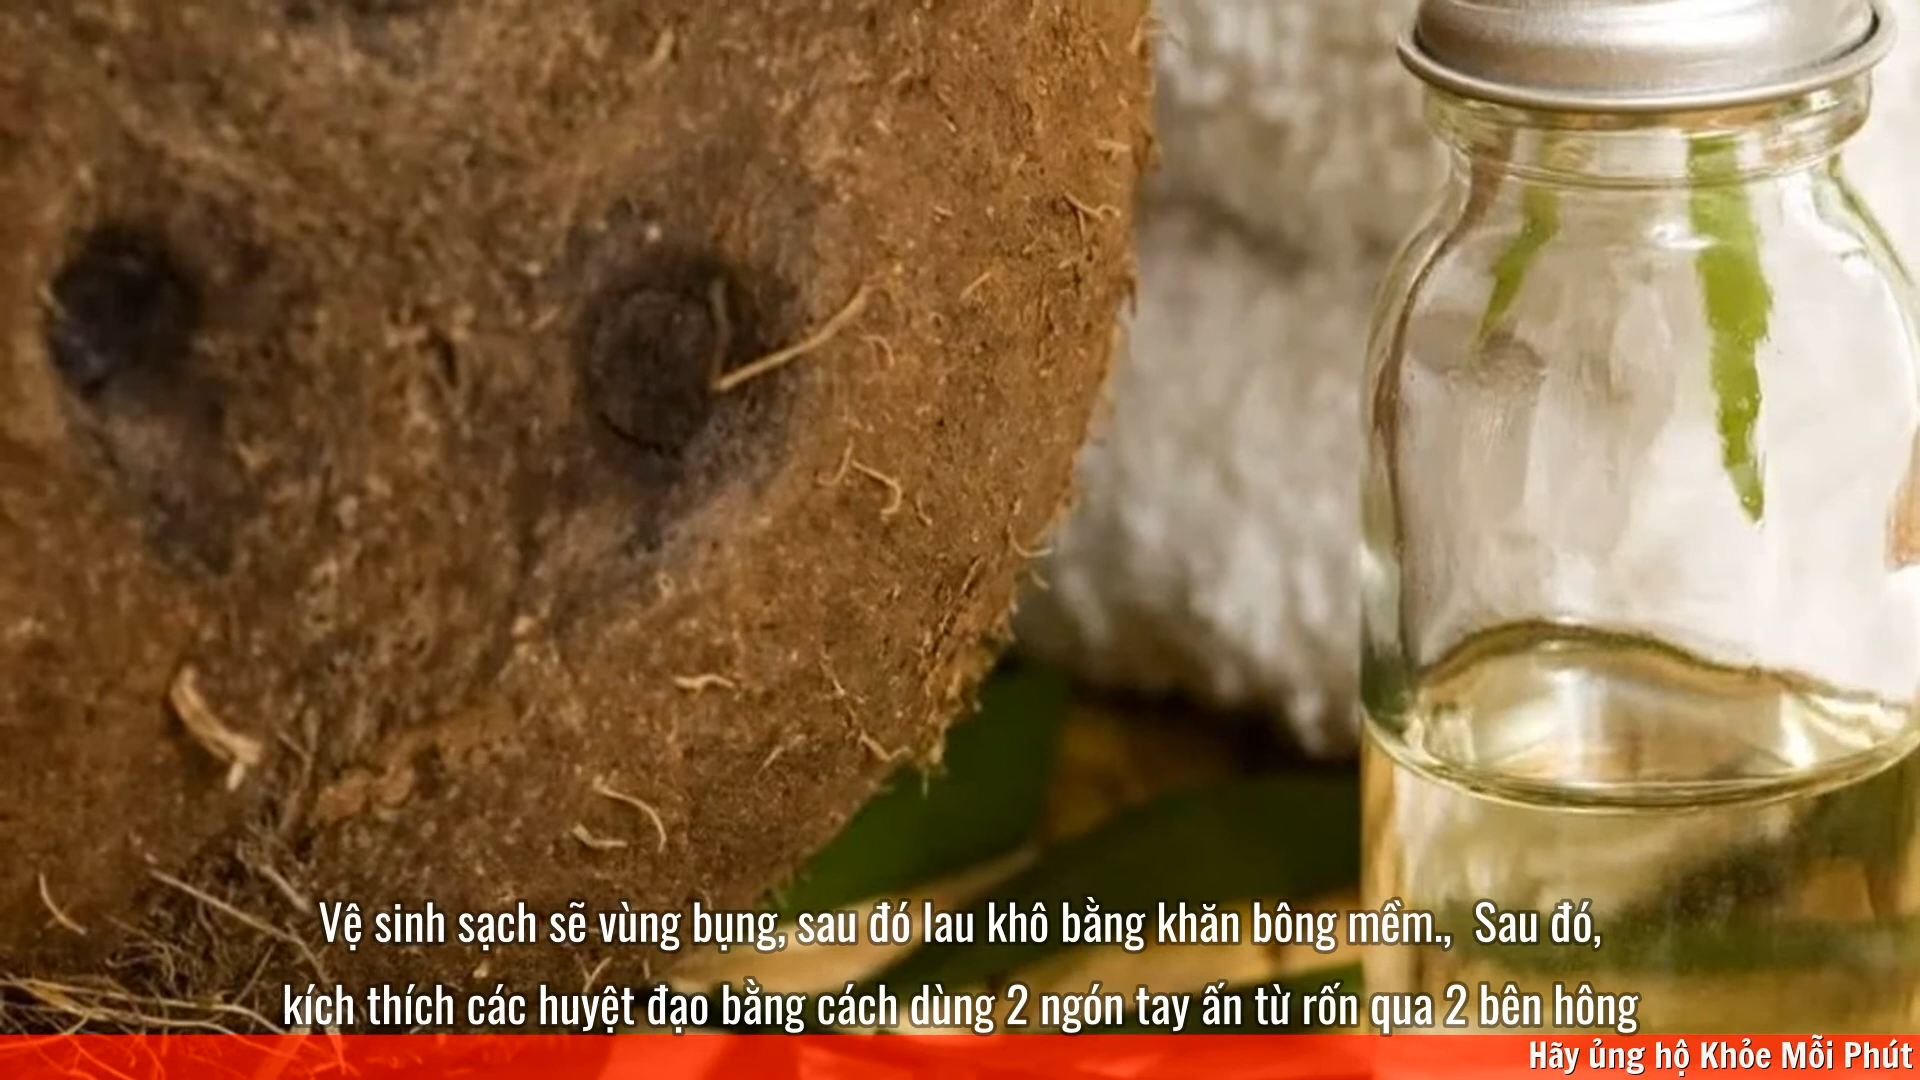 Vệ sinh sạch sẽ vùng bụng, sau đó lau khô bằng khăn bông mềm.,  Sau đó,
kích thích các huyệt đạo bằng cách dùng 2 ngón tay ấn từ rốn qua 2 bên hông
Hãy ủng hộ Khỏe Mỗi Phút